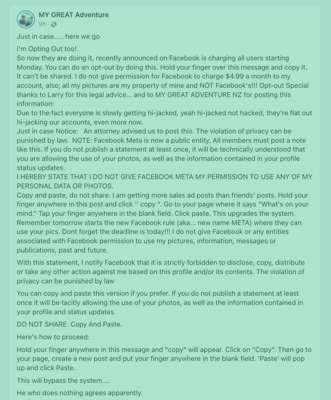 MY GREAT Adventure
9h ·
Just in case..... here we go
I'm Opting Out too!
So now they are doing it, recently announced on Facebook is charging all users starting
Monday. You can do an opt-out by doing this. Hold your finger over this message and copy it.
It can't be shared. I do not give permission for Facebook to charge $4.99 a month to my
account, also; all my pictures are my property of mine and NOT Facebook's!!! Opt-out Special
thanks to Larry for this legal advice... and to MY GREAT ADVENTURE NZ for posting this
information:
Due to the fact everyone is slowly getting hi-jacked, yeah hi-jacked not hacked, they're flat out
hi-jacking our accounts, even more now.
Just in case Notice: An attorney advised us to post this. The violation of privacy can be
punished by law. NOTE: Facebook Meta is now a public entity. All members must post a note
like this. If you do not publish a statement at least once, it will be technically understood that
you are allowing the use of your photos, as well as the information contained in your profile
status updates.
I HEREBY STATE THAT I DO NOT GIVE FACEBOOK META MY PERMISSION TO USE ANY OF MY
PERSONAL DATA OR PHOTOS.
Copy and paste, do not share. I am getting more sales ad posts than friends' posts. Hold your
finger anywhere in this post and click '' copy ". Go to your page where it says "What's on your
mind." Tap your finger anywhere in the blank field. Click paste. This upgrades the system.
Remember tomorrow starts the new Facebook rule (aka... new name META) where they can
use your pics. Dont forget the deadline is today!!! I do not give Facebook or any entities
associated with Facebook permission to use my pictures, information, messages or
publications, past and future.
With this statement, I notify Facebook that it is strictly forbidden to disclose, copy, distribute
or take any other action against me based on this profile and/or its contents. The violation of
privacy can be punished by law
You can copy and paste this version if you prefer. If you do not publish a statement at least
once it will be tacitly allowing the use of your photos, as well as the information contained in
your profile and status updates.
DO NOT SHARE. Copy And Paste.
Here's how to proceed:
Hold your finger anywhere in this message and "copy" will appear. Click on "Copy". Then go to
your page, create a new post and put your finger anywhere in the blank field. 'Paste' will pop
up and click Paste.
This will bypass the system....
He who does nothing agrees apparently.